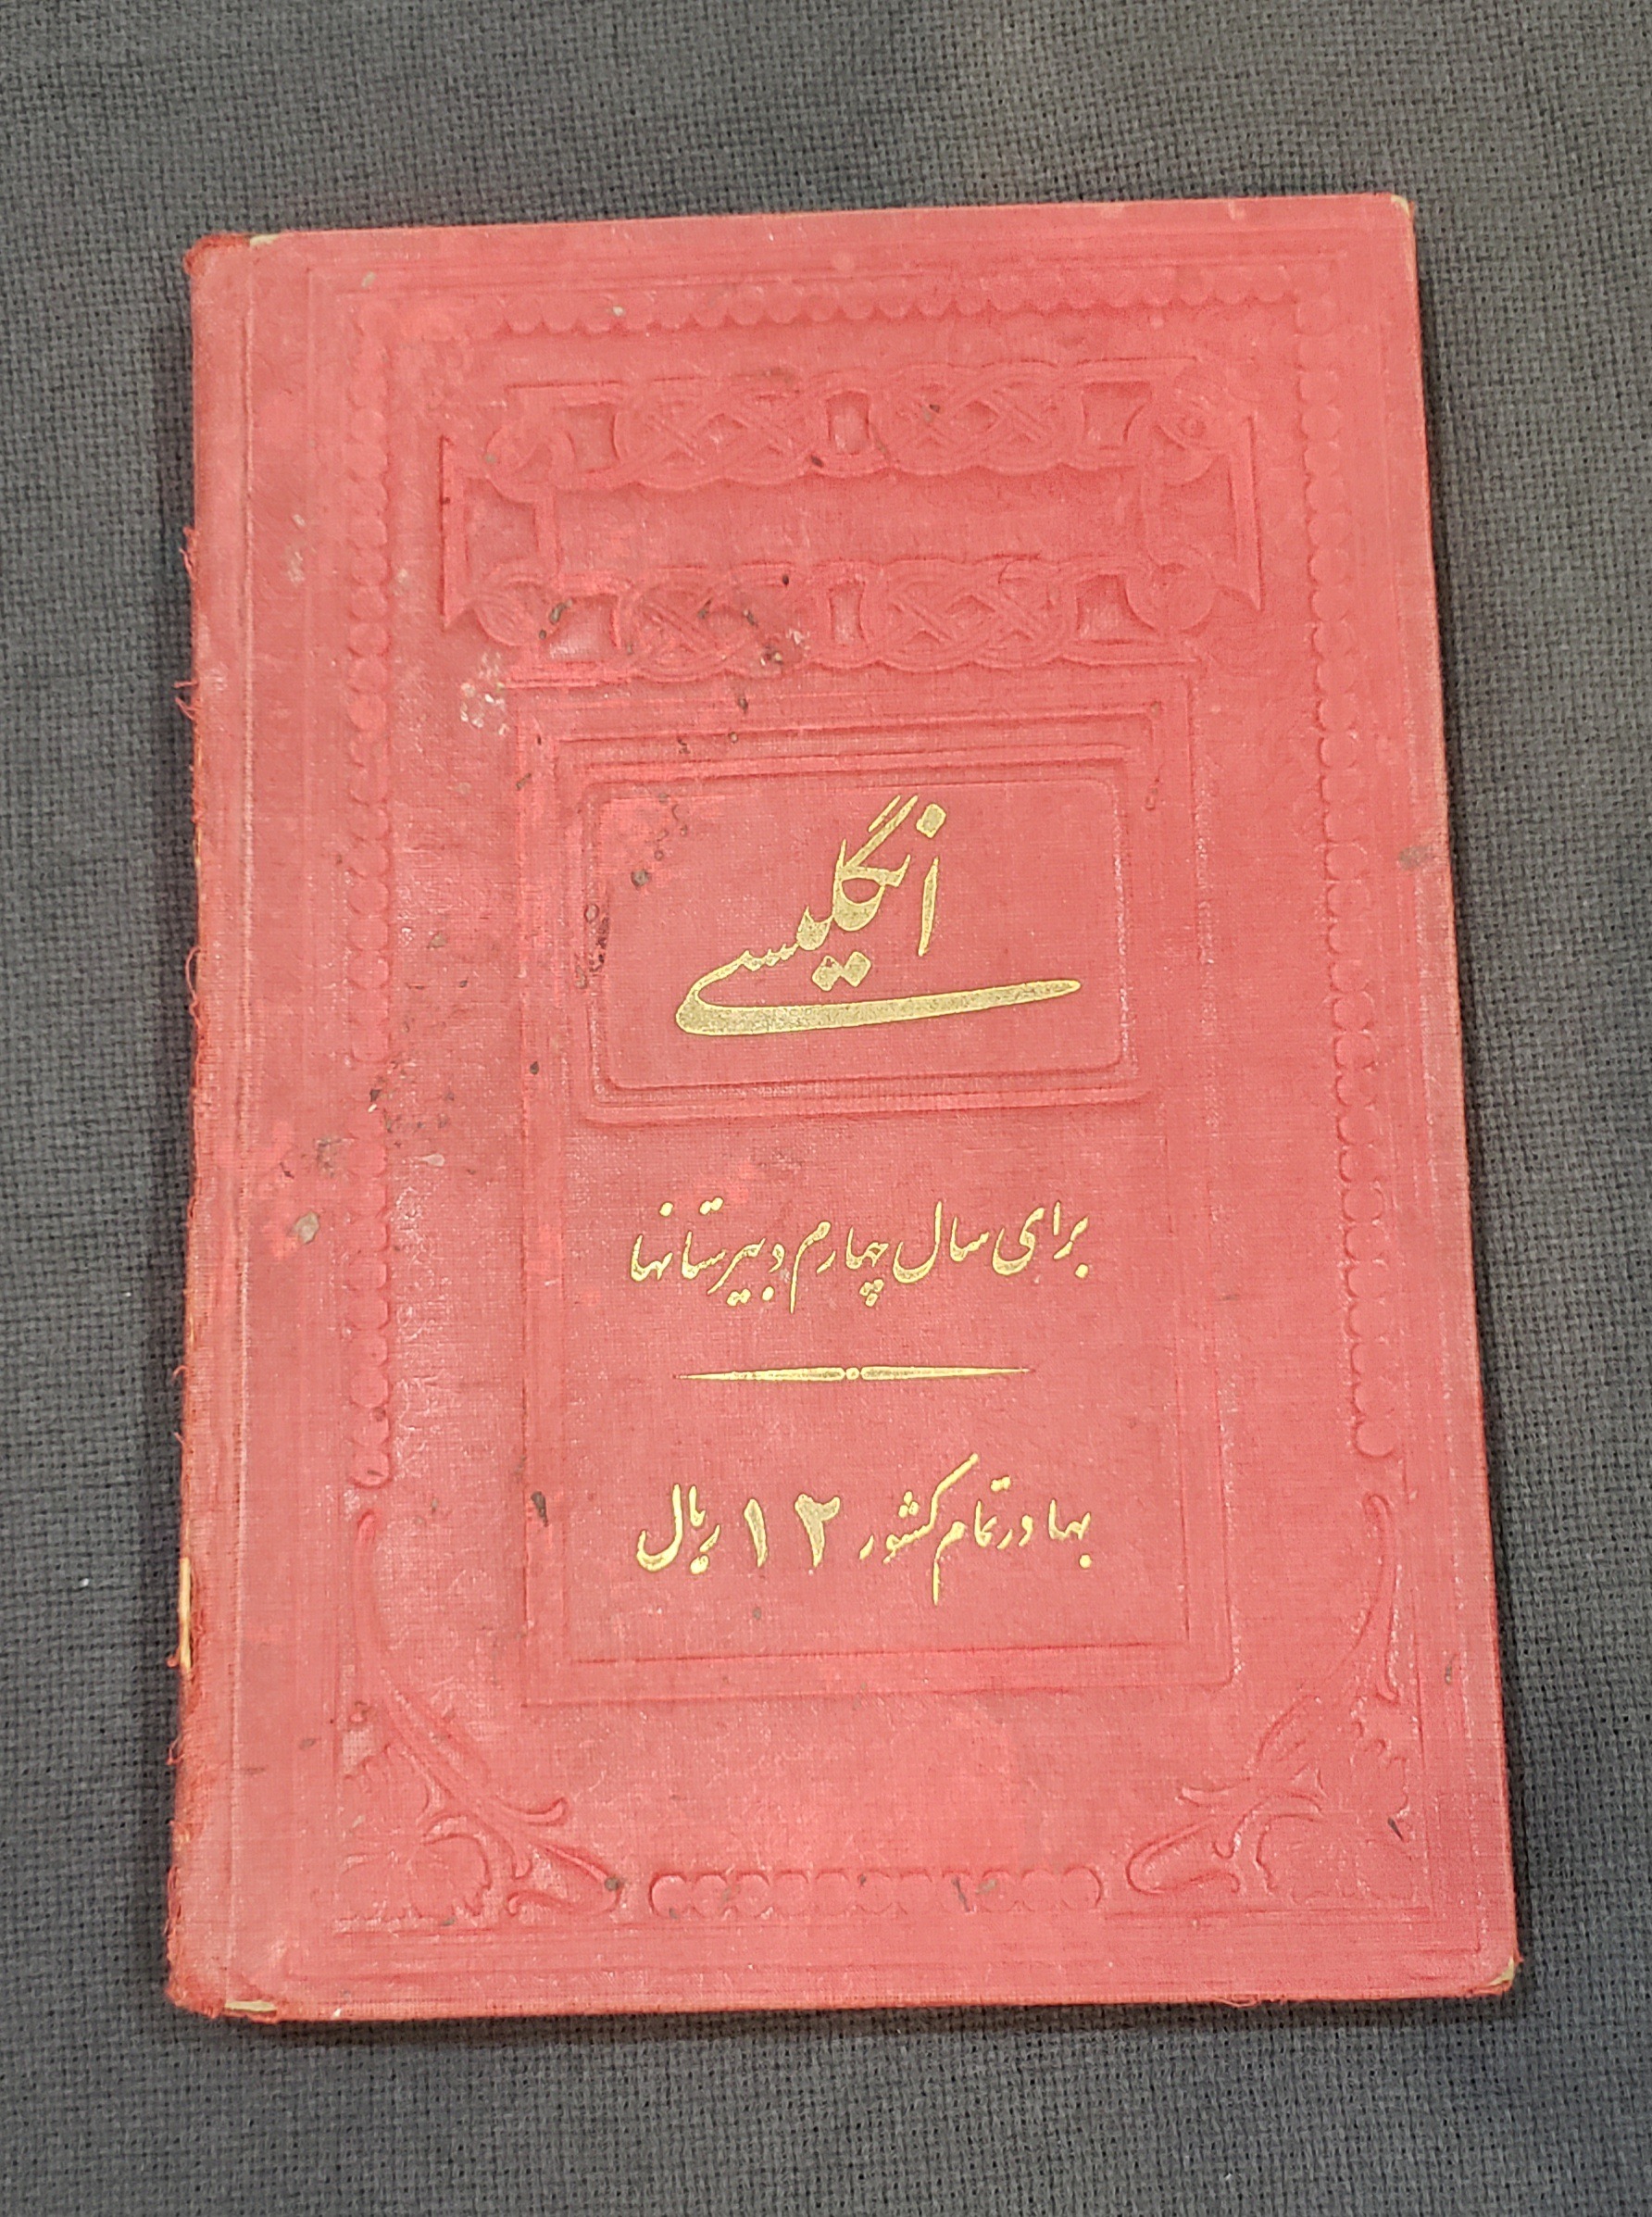 انگلیسی
برای سال چهارم دبیرستانها
بها در تمام کشور ۱۲ ریال